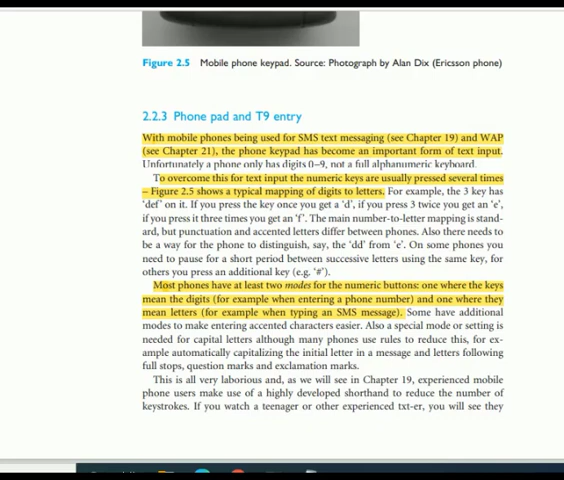 Figure 2.5 Mobile phone keypad. Source: Photograph by Alan Dix (Ericsson phone)
2.2.3 Phone pad and T9 entry
With mobile phones being used for SMS text messaging (see Chapter 19) and WAP
(see Chapter 21), the phone keypad has become an important form of text input.
Unfortunately a phone only has digits 0–9, not a full alphanumeric keyboard.
To overcome this for text input the numeric keys are usually pressed several times
– Figure 2.5 shows a typical mapping of digits to letters. For example, the 3 key has
‘def’ on it. If you press the key once you get a ‘d’, if you press 3 twice you get an ‘e’,
if you press it three times you get an ‘f’. The main number-to-letter mapping is stand-
ard, but punctuation and accented letters differ between phones. Also there needs to
be a way for the phone to distinguish, say, the ‘dd’ from ‘e’. On some phones you
need to pause for a short period between successive letters using the same key, for
others you press an additional key (e.g. ‘#’).
Most phones have at least two modes for the numeric buttons: one where the keys
mean the digits (for example when entering a phone number) and one where they
mean letters (for example when typing an SMS message). Some have additional
modes to make entering accented characters easier. Also a special mode or setting is
needed for capital letters although many phones use rules to reduce this, for ex-
ample automatically capitalizing the initial letter in a message and letters following
full stops, question marks and exclamation marks.
This is all very laborious and, as we will see in Chapter 19, experienced mobile
phone users make use of a highly developed shorthand to reduce the number of
keystrokes. If you watch a teenager or other experienced txt-er, you will see they